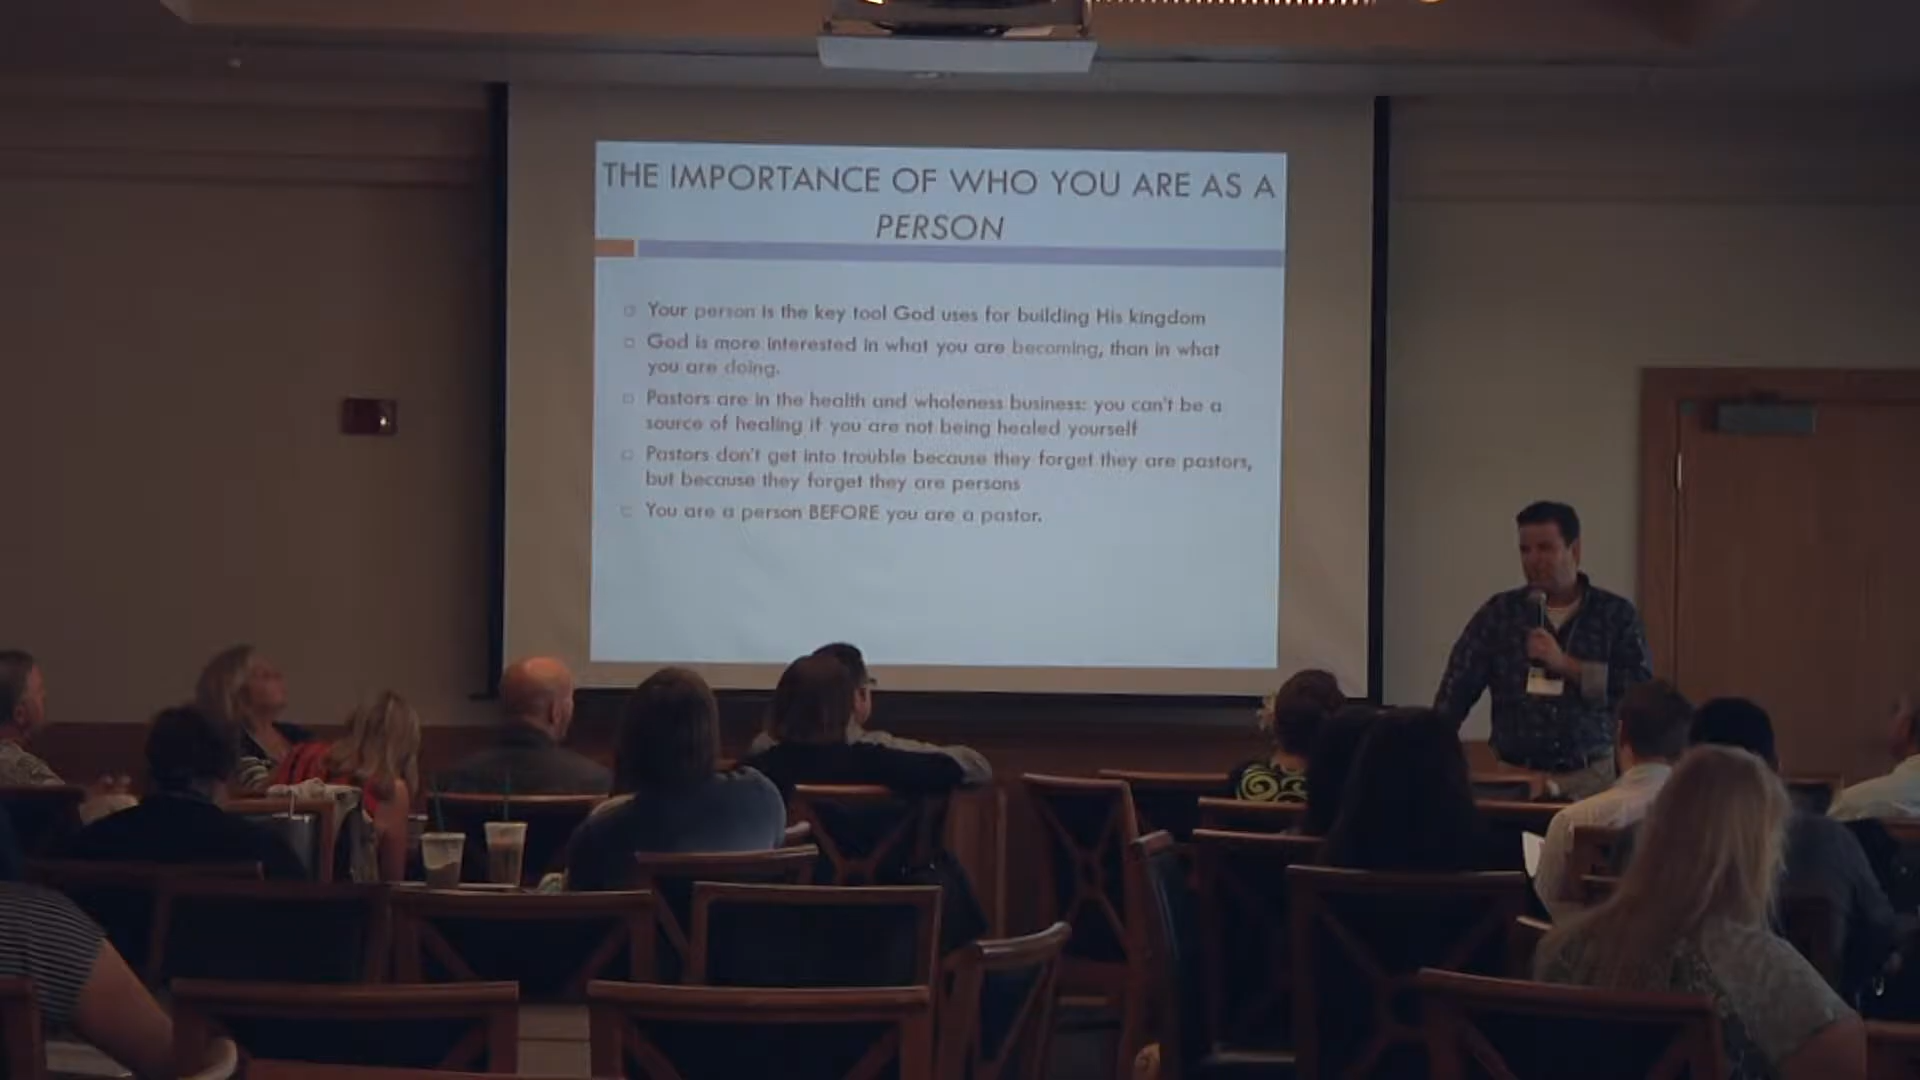 THE IMPORTANCE OF WHO YOU ARE AS A
PERSON
Your person is the key tool God uses for building His kingdom
God is more interested in what you are becoming, than in what
you are doing.
Pastors are in the health and wholeness business: you can't be a
source of healing if you are not being healed yourself
Pastors don't get into trouble because they forget they are pastors,
but because they forget they are persons
You are a person BEFORE you are a pastor.